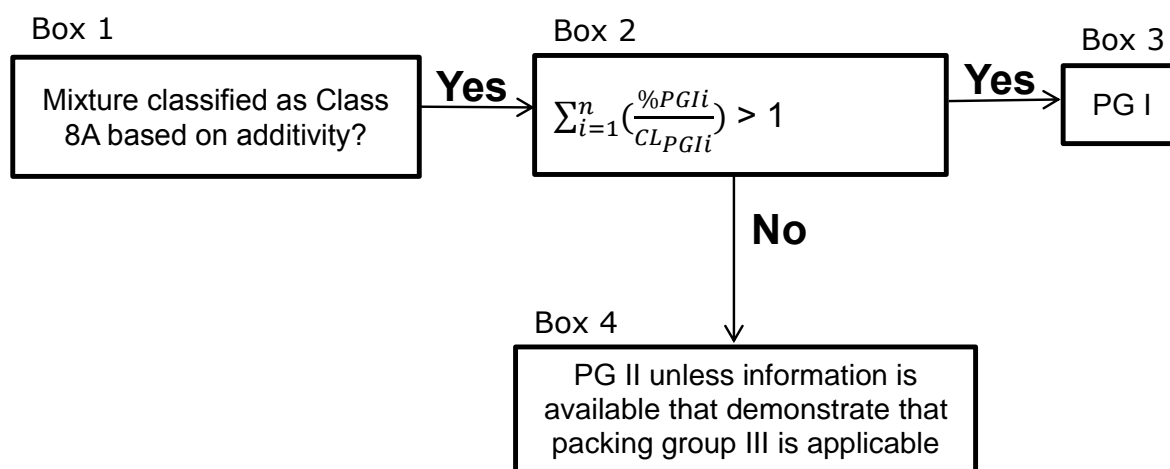 Box 1
Mixture classified as Class
8A based on additivity?
Yes
Box 2
∑ⁿᵢ₌₁(%PGIi/CL_PGIi) > 1
Yes
Box 3
PG I
No
Box 4
PG II unless information is
available that demonstrate that
packing group III is applicable